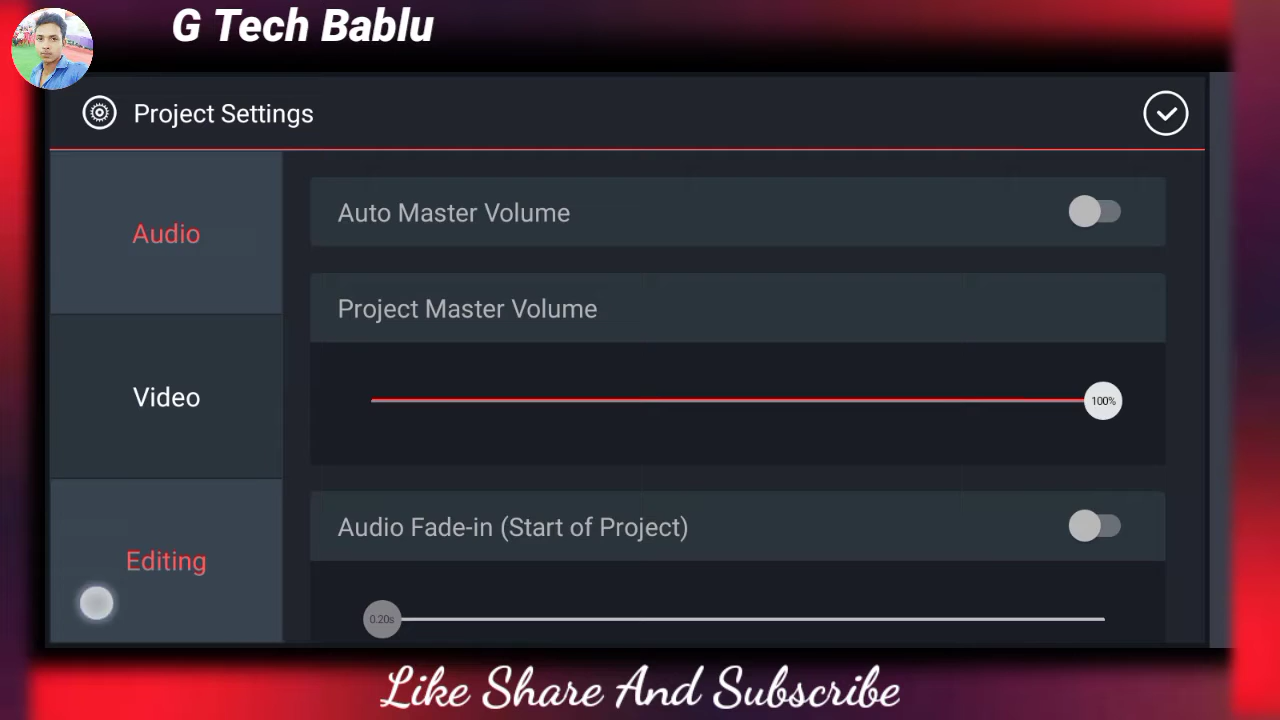 G Tech Bablu
Project Settings
Audio
Auto Master Volume
Project Master Volume
Video
100%
Audio Fade-in (Start of Project)
Editing
0.20s
Like Share And Subscribe